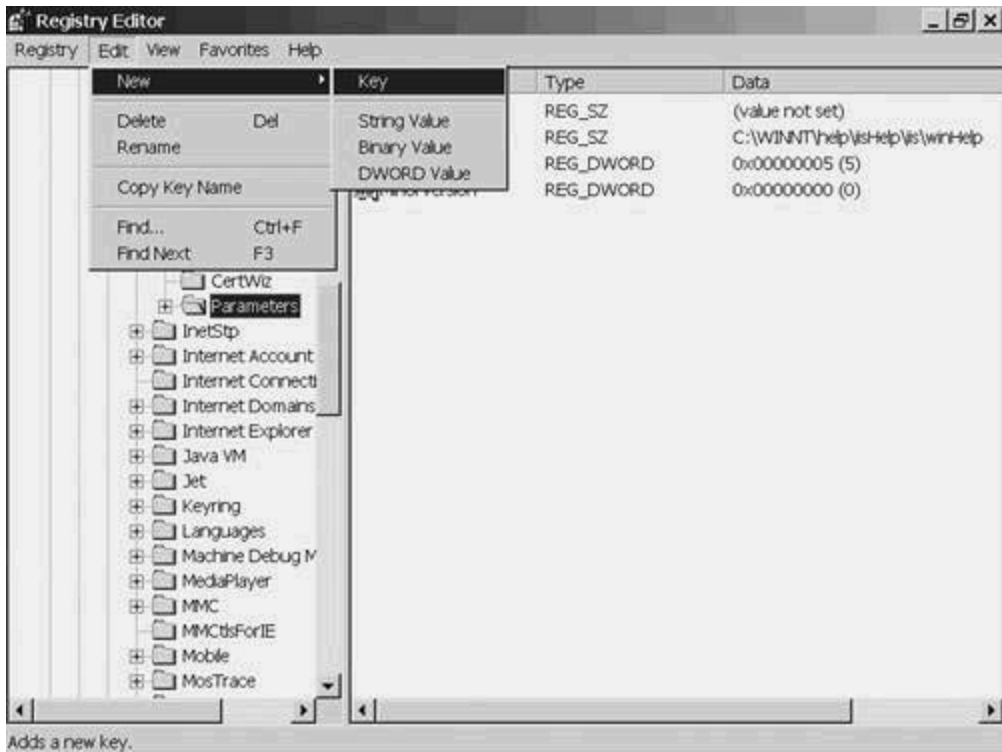 Registry Editor
Registry Edit View Favorites Help
New
Delete Del
Rename
Copy Key Name
Find... Ctrl+F
Find Next F3
Key
String Value
Binary Value
DWORD Value
Type Data
REG_SZ (value not set)
REG_SZ C:\WINNT\help\iisHelp\iis\winHelp
REG_DWORD 0x00000005 (5)
REG_DWORD 0x00000000 (0)
CertWiz
Parameters
InetStp
Internet Account
Internet Connecti
Internet Domains
Internet Explorer
Java VM
Jet
Keyring
Languages
Machine Debug M
MediaPlayer
MMC
MMCtlsForIE
Mobile
MosTrace
Adds a new key.